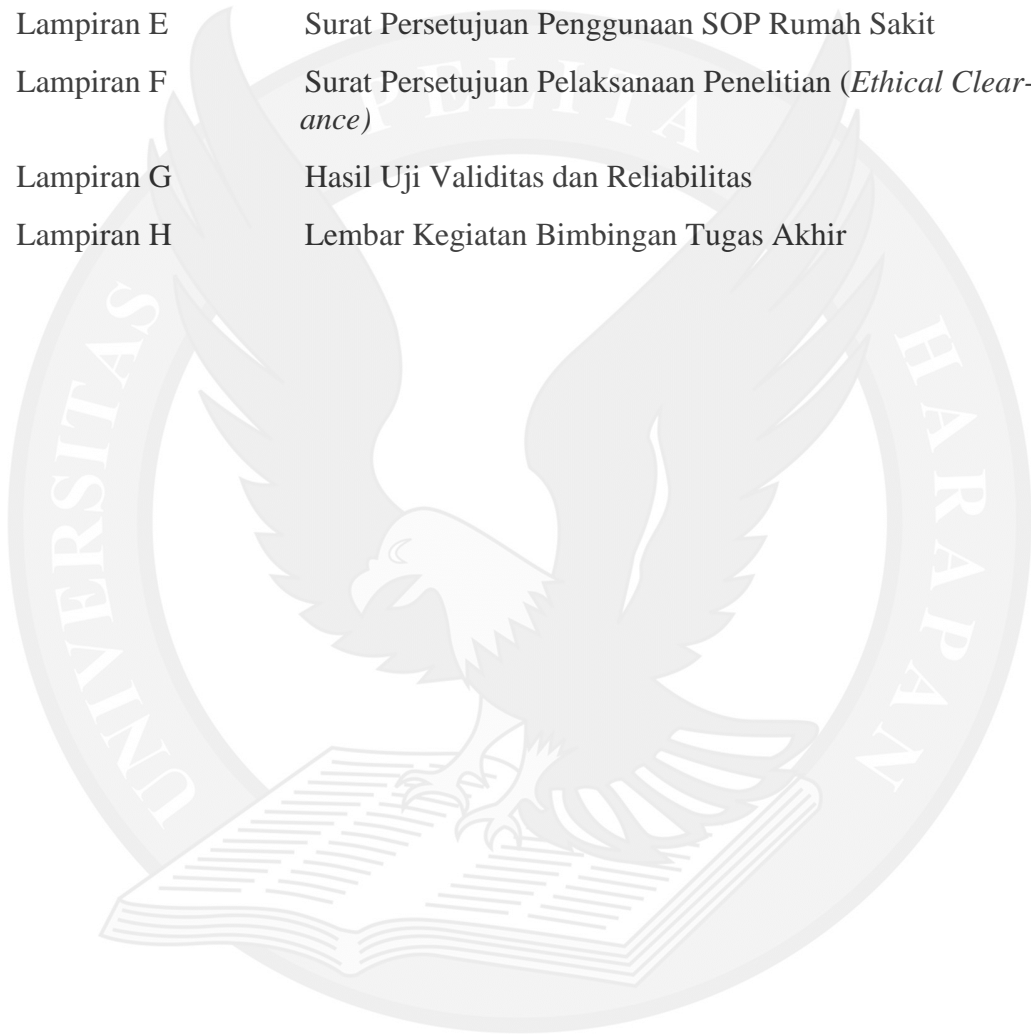 Lampiran E Surat Persetujuan Penggunaan SOP Rumah Sakit
Lampiran F Surat Persetujuan Pelaksanaan Penelitian (Ethical Clear-
ance)
Lampiran G Hasil Uji Validitas dan Reliabilitas
Lampiran H Lembar Kegiatan Bimbingan Tugas Akhir
UNIVERSITAS PELITA HARAPAN